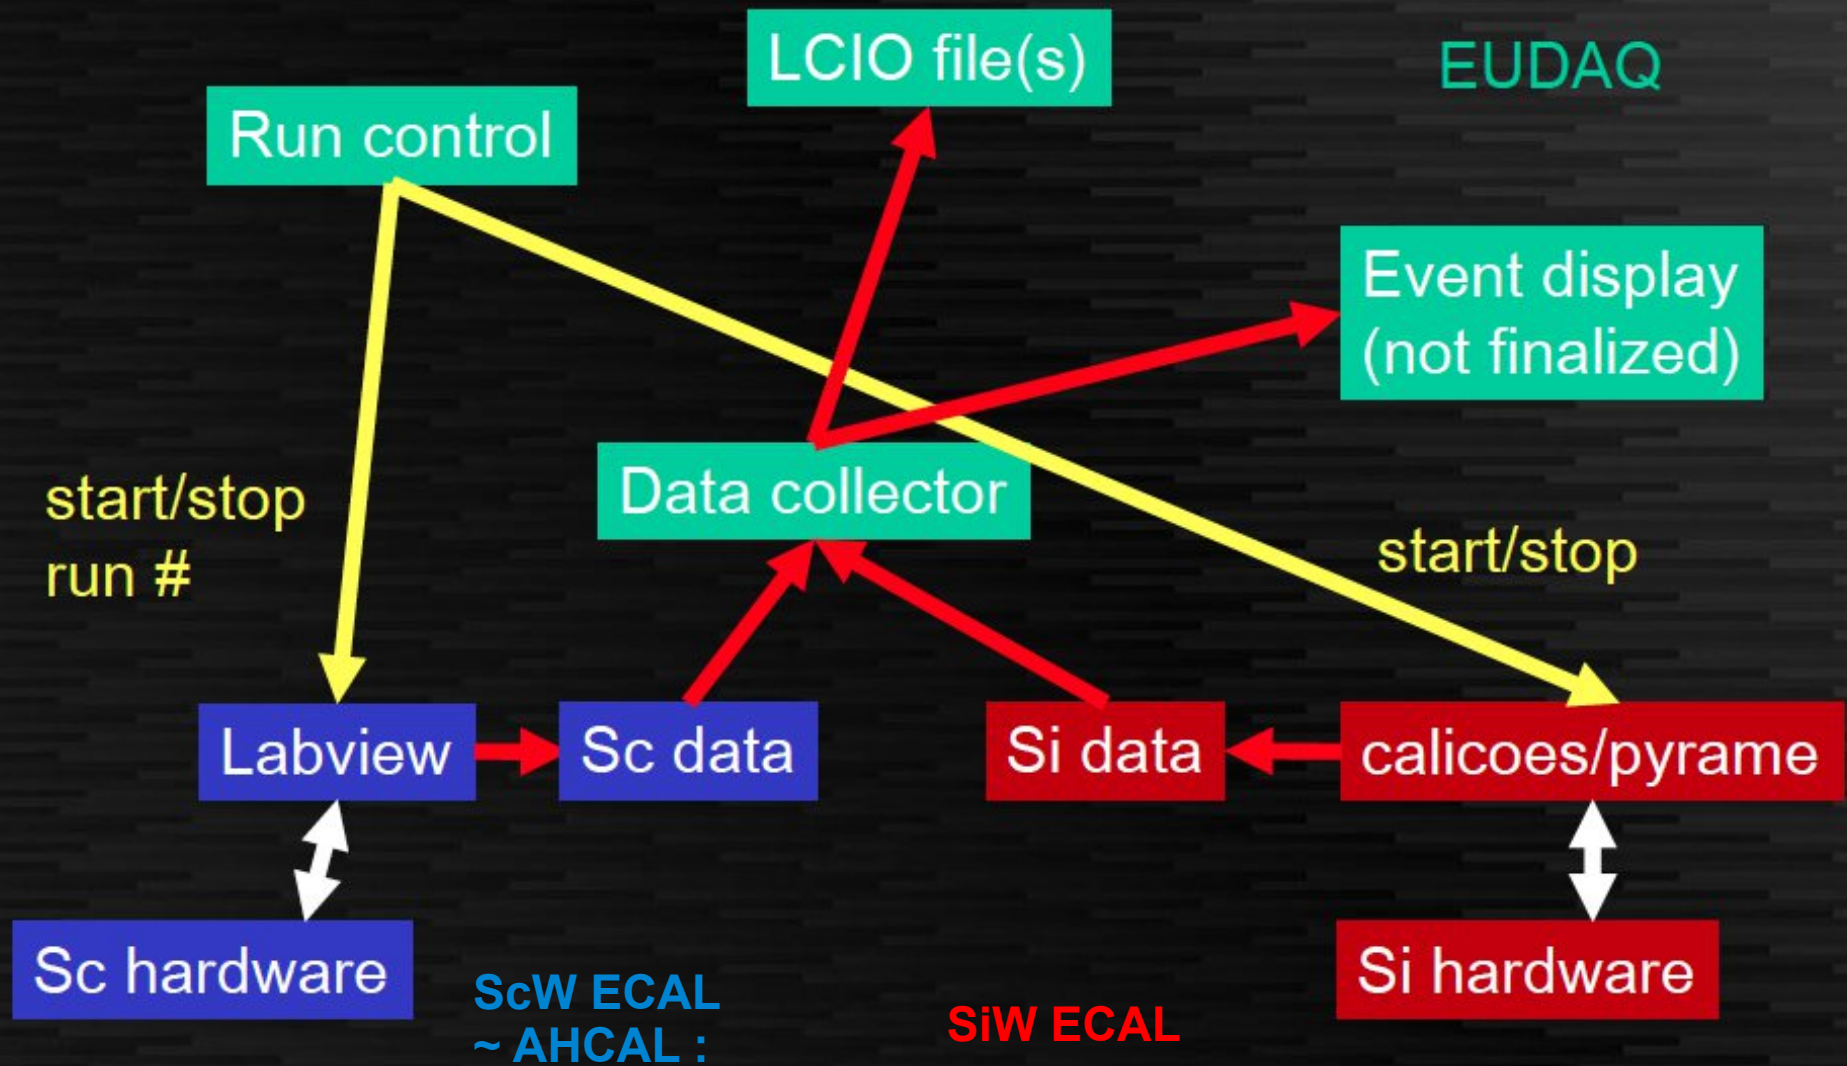 LCIO file(s)
EUDAQ
Run control
Event display
(not finalized)
Data collector
start/stop
run #
start/stop
Labview
Sc data
Si data
calicoes/pyrame
Sc hardware
Si hardware
ScW ECAL
~ AHCAL :
SiW ECAL